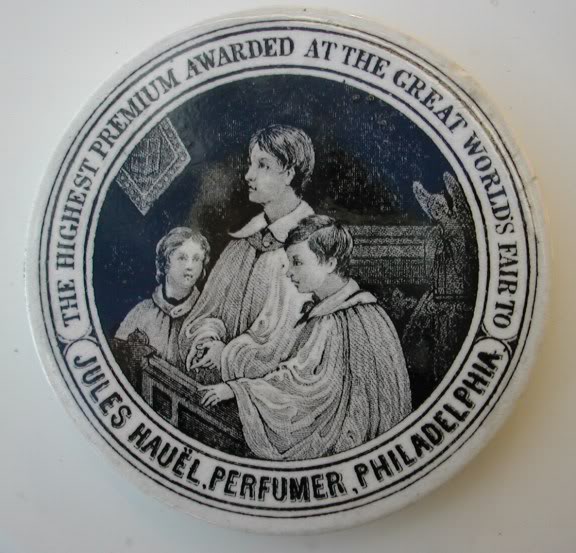 THE HIGHEST PREMIUM AWARDED AT THE GREAT WORLD'S FAIR TO
JULES HAUËL, PERFUMER, PHILADELPHIA